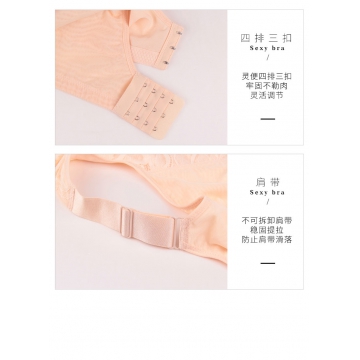 四排三扣
Sexy bra
/
灵便四排三扣
牢固不勒肉
灵活调节
肩带
Sexy bra
/
不可拆卸肩带
稳固提拉
防止肩带滑落